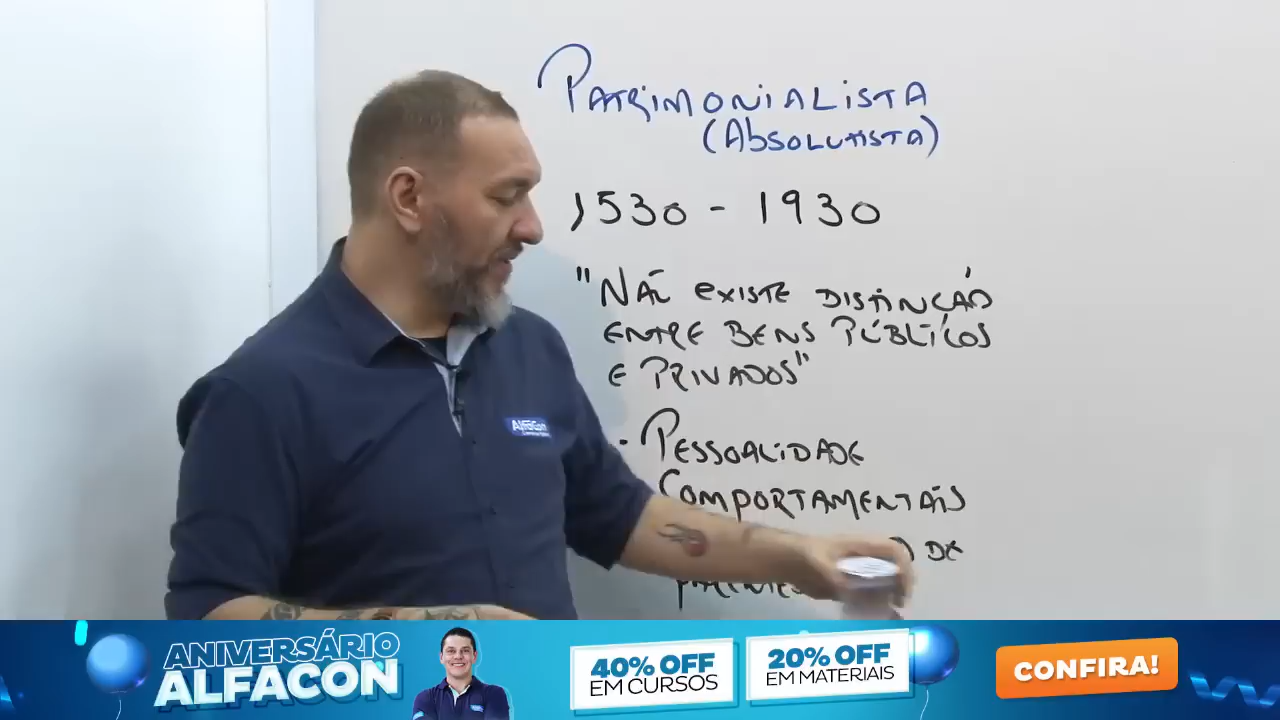 PATRIMONIALISTA
(ABSOLUTISTA)
1530 - 1930
"NÃO EXISTE DISTINÇÃO
ENTRE BENS PÚBLICOS
E PRIVADOS"
· PESSOALIDADE
COMPORTAMENTAIS
DE
AlfaCon
ANIVERSÁRIO
ALFACON
40% OFF
EM CURSOS
20% OFF
EM MATERIAIS
CONFIRA!